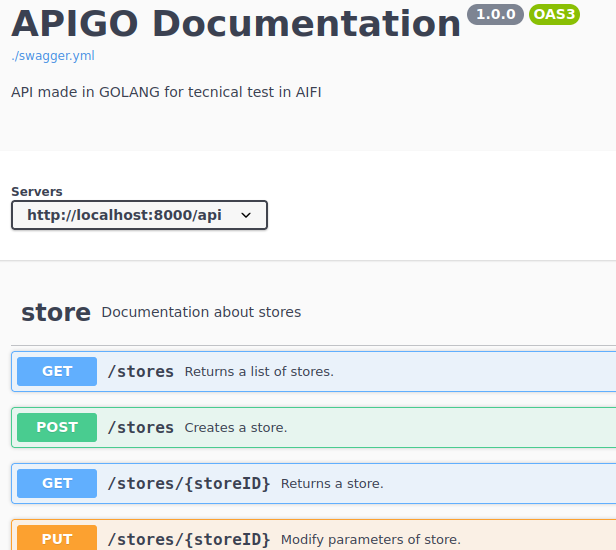 APIGO Documentation 1.0.0 OAS3
./swagger.yml
API made in GOLANG for tecnical test in AIFI
Servers
http://localhost:8000/api
store Documentation about stores
GET /stores Returns a list of stores.
POST /stores Creates a store.
GET /stores/{storeID} Returns a store.
PUT /stores/{storeID} Modify parameters of store.